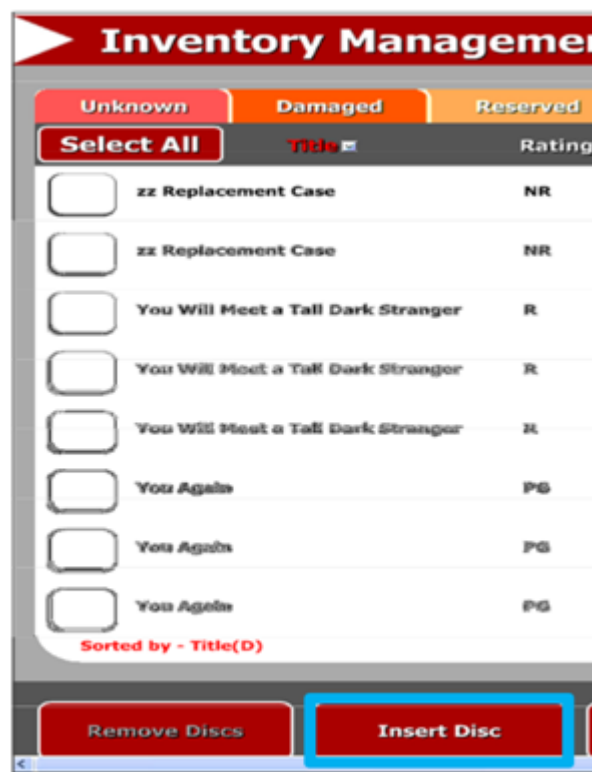 Inventory Managemen
Unknown Damaged Reserved
Select All Title Rating
zz Replacement Case NR
zz Replacement Case NR
You Will Meet a Tall Dark Stranger R
You Will Meet a Tall Dark Stranger R
You Will Meet a Tall Dark Stranger R
You Again PG
You Again PG
You Again PG
Sorted by - Title(D)
Remove Discs Insert Disc